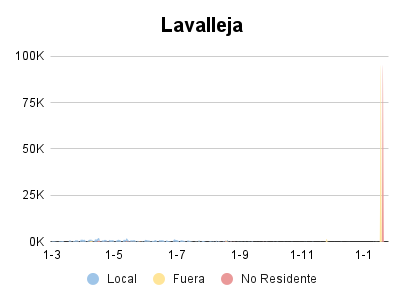 Lavalleja
100K
75K
50K
25K
0K
1-3 1-5 1-7 1-9 1-11 1-1
Local Fuera No Residente